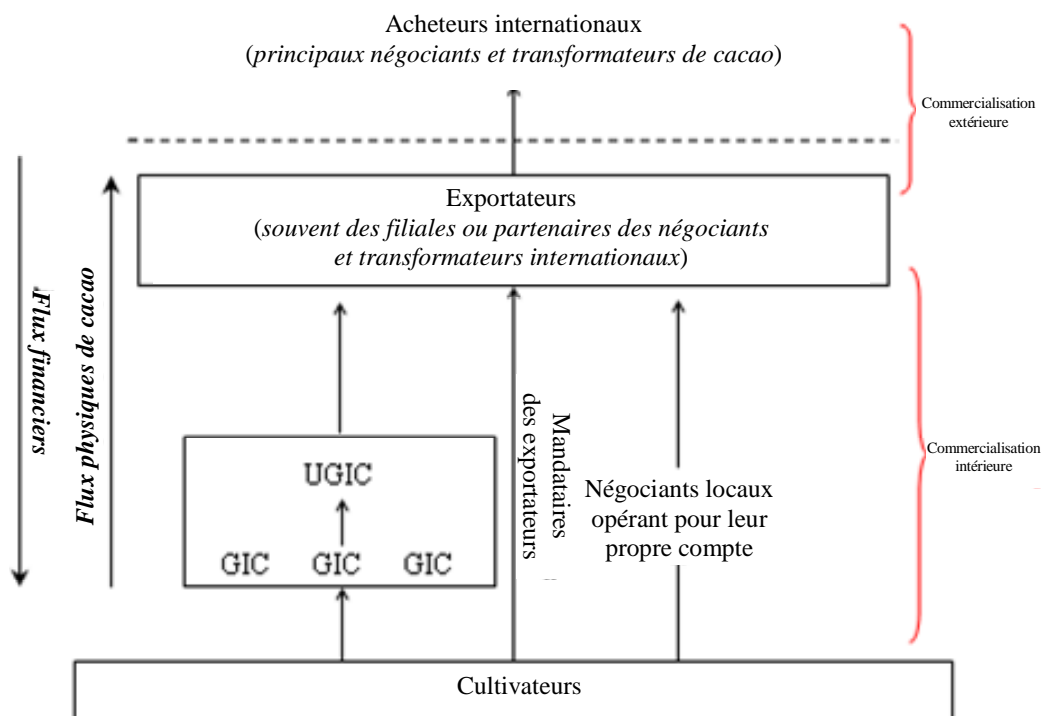 Acheteurs internationaux
(principaux négociants et transformateurs de cacao)
Commercialisation
extérieure
Exportateurs
(souvent des filiales ou partenaires des négociants
et transformateurs internationaux)
Flux financiers
Flux physiques de cacao
UGIC
GIC GIC GIC
Mandataires
des exportateurs
Négociants locaux
opérant pour leur
propre compte
Commercialisation
intérieure
Cultivateurs